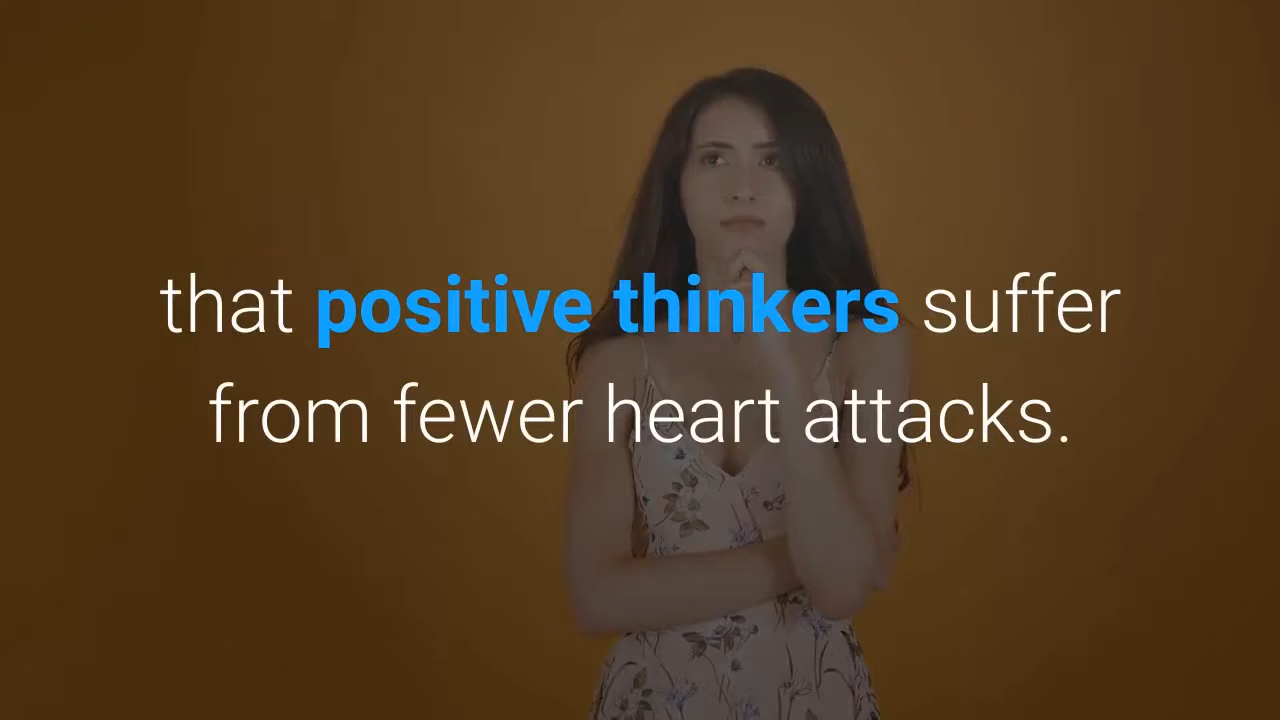 that positive thinkers suffer
from fewer heart attacks.